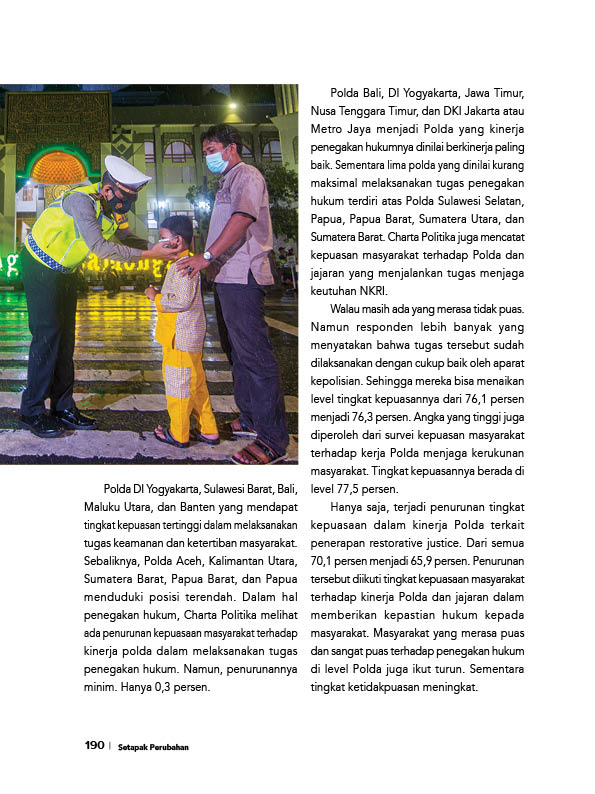 Polda DI Yogyakarta, Sulawesi Barat, Bali,
Maluku Utara, dan Banten yang mendapat
tingkat kepuasan tertinggi dalam melaksanakan
tugas keamanan dan ketertiban masyarakat.
Sebaliknya, Polda Aceh, Kalimantan Utara,
Sumatera Barat, Papua Barat, dan Papua
menduduki posisi terendah. Dalam hal
penegakan hukum, Charta Politika melihat
ada penurunan kepuasaan masyarakat terhadap
kinerja polda dalam melaksanakan tugas
penegakan hukum. Namun, penurunannya
minim. Hanya 0,3 persen.
Polda Bali, DI Yogyakarta, Jawa Timur,
Nusa Tenggara Timur, dan DKI Jakarta atau
Metro Jaya menjadi Polda yang kinerja
penegakan hukumnya dinilai berkinerja paling
baik. Sementara lima polda yang dinilai kurang
maksimal melaksanakan tugas penegakan
hukum terdiri atas Polda Sulawesi Selatan,
Papua, Papua Barat, Sumatera Utara, dan
Sumatera Barat. Charta Politika juga mencatat
kepuasan masyarakat terhadap Polda dan
jajaran yang menjalankan tugas menjaga
keutuhan NKRI.
Walau masih ada yang merasa tidak puas.
Namun responden lebih banyak yang
menyatakan bahwa tugas tersebut sudah
dilaksanakan dengan cukup baik oleh aparat
kepolisian. Sehingga mereka bisa menaikan
level tingkat kepuasannya dari 76,1 persen
menjadi 76,3 persen. Angka yang tinggi juga
diperoleh dari survei kepuasan masyarakat
terhadap kerja Polda menjaga kerukunan
masyarakat. Tingkat kepuasannya berada di
level 77,5 persen.
Hanya saja, terjadi penurunan tingkat
kepuasaan dalam kinerja Polda terkait
penerapan restorative justice. Dari semua
70,1 persen menjadi 65,9 persen. Penurunan
tersebut diikuti tingkat kepuasaan masyarakat
terhadap kinerja Polda dan jajaran dalam
memberikan kepastian hukum kepada
masyarakat. Masyarakat yang merasa puas
dan sangat puas terhadap penegakan hukum
di level Polda juga ikut turun. Sementara
tingkat ketidakpuasan meningkat.
190 | Setapak Perubahan